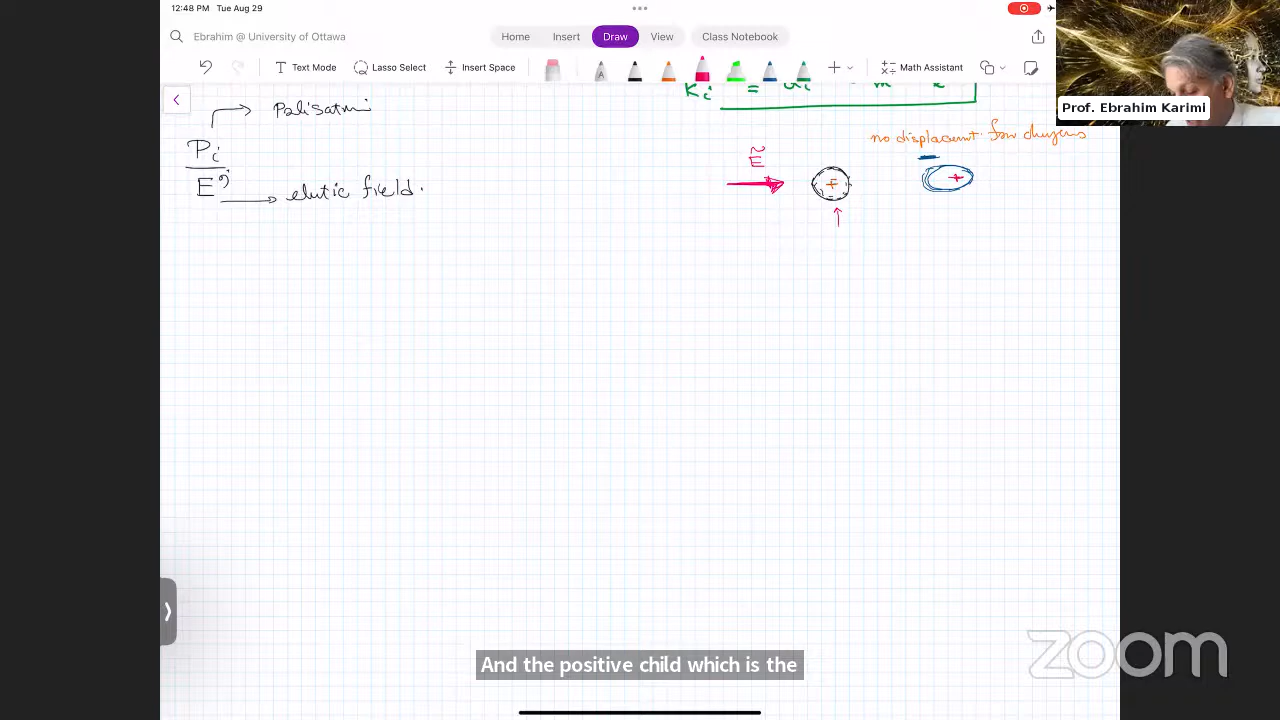 12:48 PM Tue Aug 29
Ebrahim @ University of Ottawa
Home Insert Draw View Class Notebook
Text Mode Lasso Select Insert Space Math Assistant
Prof. Ebrahim Karimi
no displacement for charges
Pi
Ẽ
E
field.
+
+
And the positive child which is the
zoom